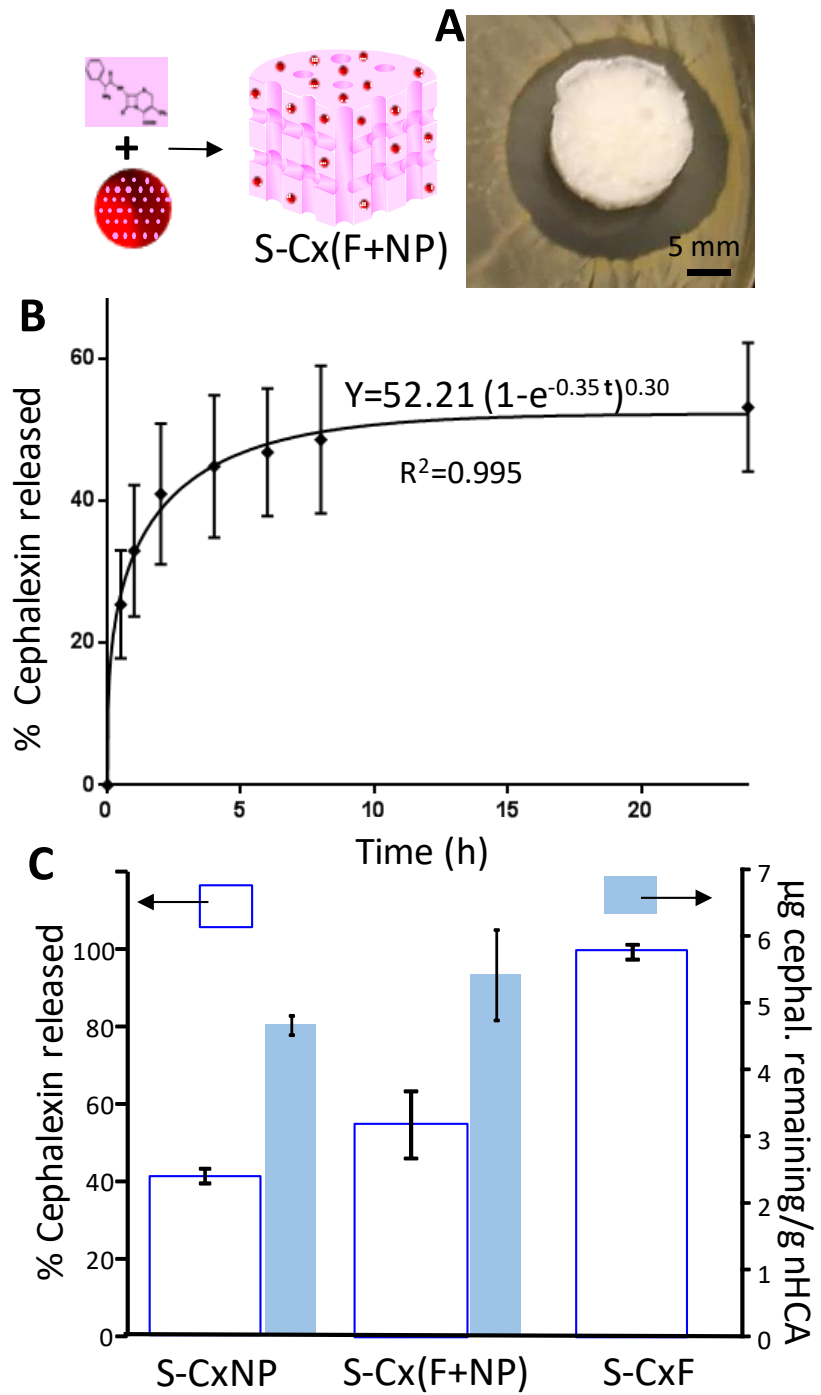 A
+
S-Cx(F+NP)
5 mm
B
% Cephalexin released
60
40
20
0
Y=52.21 (1-e^-0.35 t)^0.30
R²=0.995
0 5 10 15 20
Time (h)
C
% Cephalexin released
100
80
60
40
20
0
7
6
5
4
3
2
1
0
µg cephal. remaining/g nHCA
S-CxNP S-Cx(F+NP) S-CxF